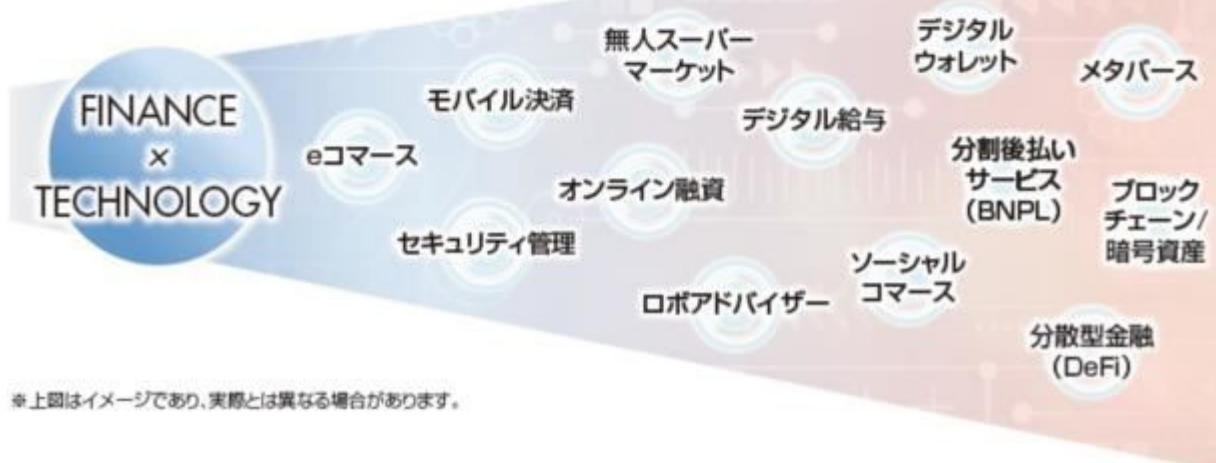 FINANCE
×
TECHNOLOGY
eコマース
モバイル決済
セキュリティ管理
無人スーパー
マーケット
オンライン融資
ロボアドバイザー
デジタル給与
ソーシャル
コマース
デジタル
ウォレット
分割後払い
サービス
(BNPL)
メタバース
ブロック
チェーン/
暗号資産
分散型金融
(DeFi)
※上図はイメージであり、実際とは異なる場合があります。